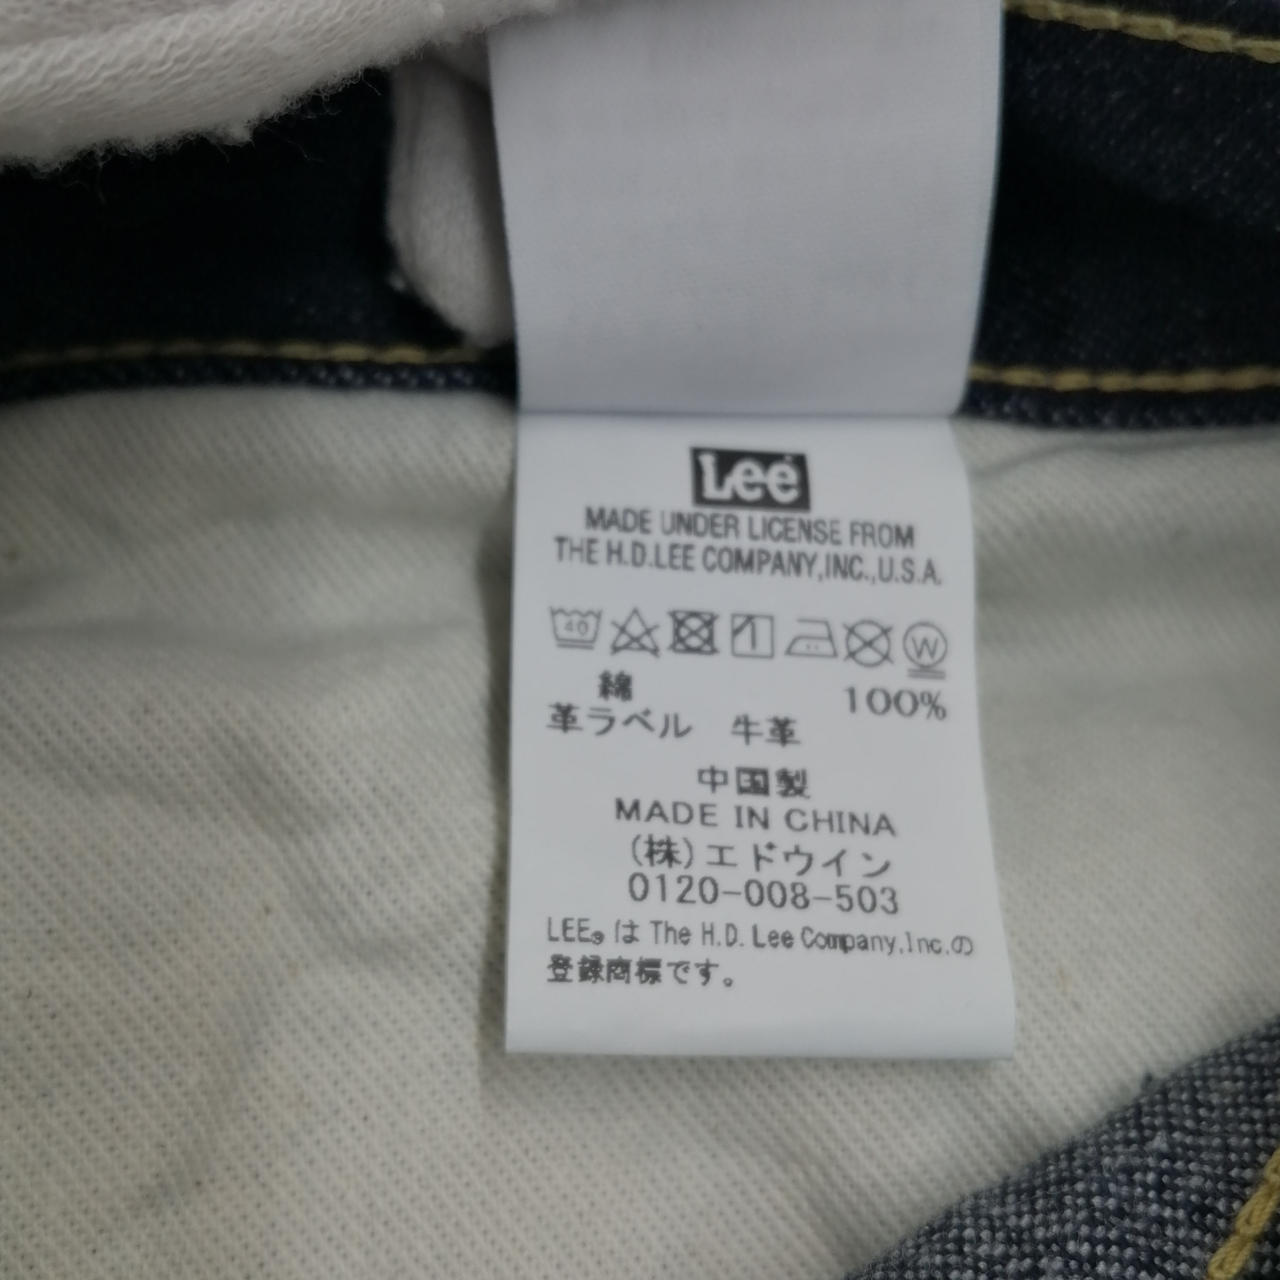 Lee
MADE UNDER LICENSE FROM
THE H.D.LEE COMPANY,INC.,U.S.A.
40 W
綿 100%
革ラベル 牛革
中国製
MADE IN CHINA
(株)エドウイン
0120-008-503
LEE®は The H.D. Lee Company,Inc.の
登録商標です。